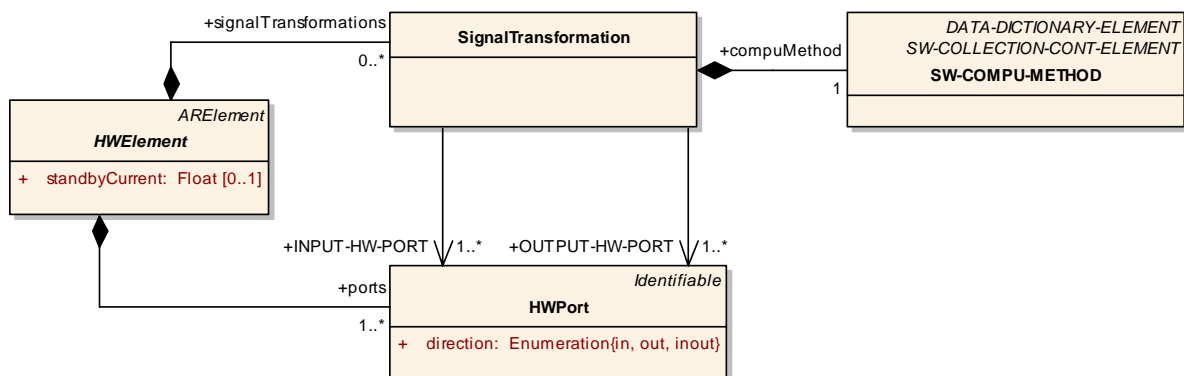 +signalTransformations
0..*
SignalTransformation
+compuMethod
1
DATA-DICTIONARY-ELEMENT
SW-COLLECTION-CONT-ELEMENT
SW-COMPU-METHOD
ARElement
HWElement
+ standbyCurrent: Float [0..1]
+INPUT-HW-PORT 1..*
+OUTPUT-HW-PORT 1..*
+ports
1..*
Identifiable
HWPort
+ direction: Enumeration{in, out, inout}